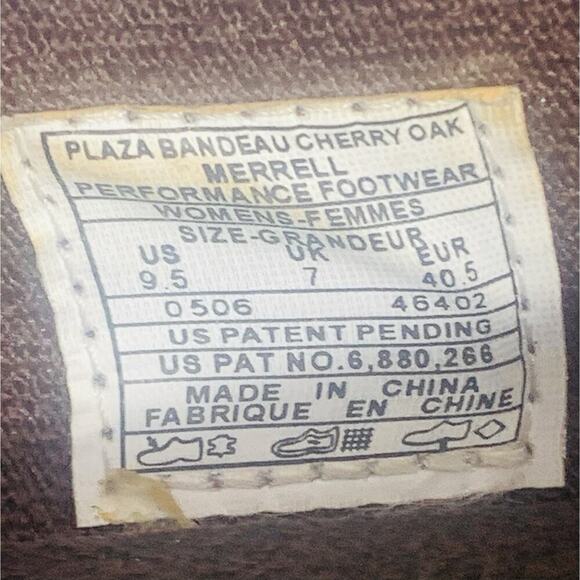 PLAZA BANDEAU CHERRY OAK
MERRELL
PERFORMANCE FOOTWEAR
WOMENS-FEMMES
SIZE-GRANDEUR
US UK EUR
9.5 7 40.5
0506 46402
US PATENT PENDING
US PAT NO.6,880,266
MADE IN CHINA
FABRIQUE EN CHINE